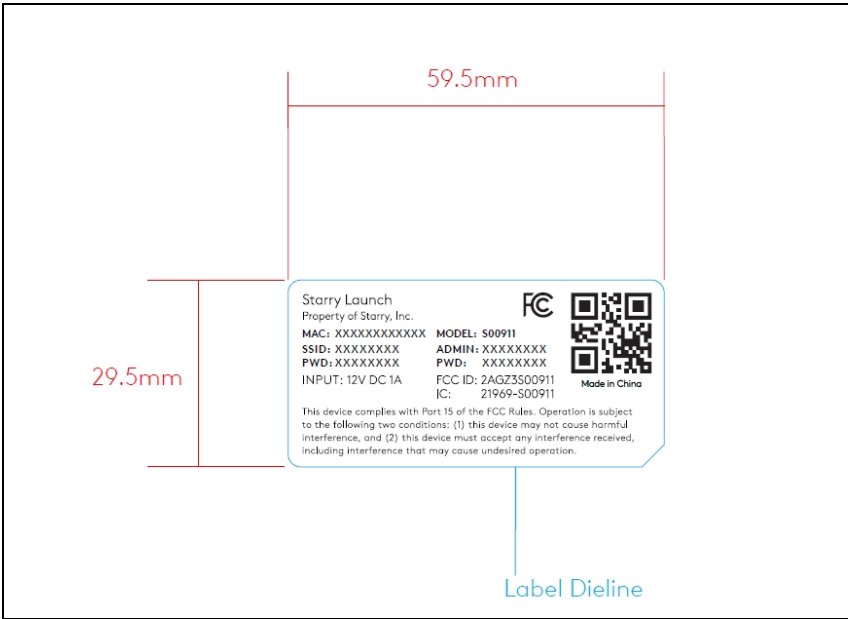 59.5mm
29.5mm
Starry Launch
FC
Property of Starry, Inc.
MAC: XXXXXXXXXXXX MODEL: S00911
SSID: XXXXXXXX ADMIN: XXXXXXXX
PWD: XXXXXXXX PWD: XXXXXXXX
INPUT: 12V DC 1A FCC ID: 2AGZ3S00911
IC: 21969-S00911
Made in China
This device complies with Part 15 of the FCC Rules. Operation is subject
to the following two conditions: (1) this device may not cause harmful
interference, and (2) this device must accept any interference received,
including interference that may cause undesired operation.
Label Dieline